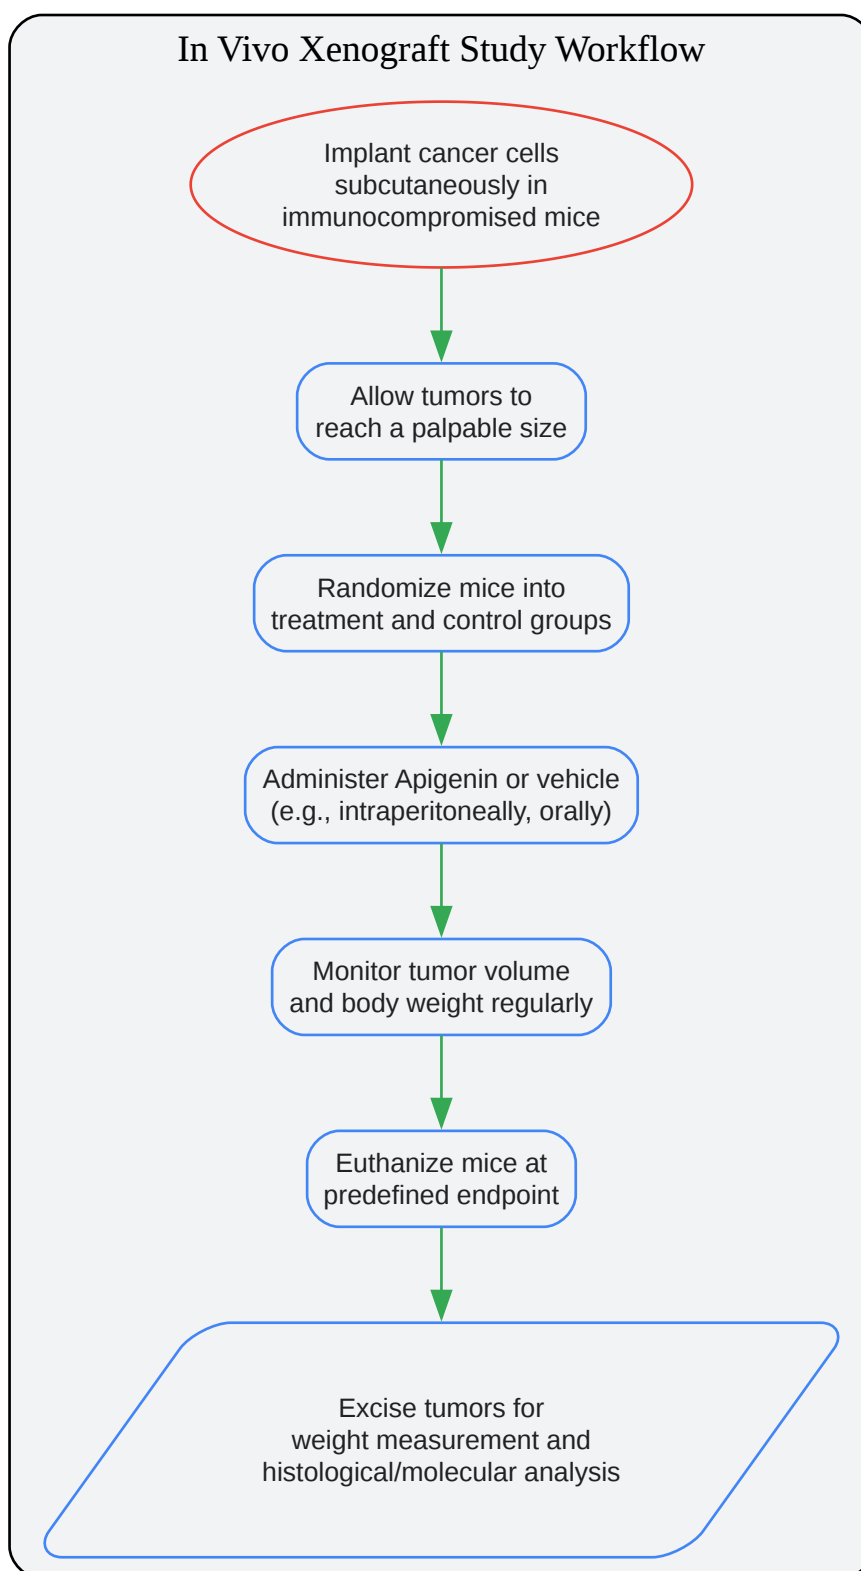 In Vivo Xenograft Study Workflow
Implant cancer cells
subcutaneously in
immunocompromised mice
Allow tumors to
reach a palpable size
Randomize mice into
treatment and control groups
Administer Apigenin or vehicle
(e.g., intraperitoneally, orally)
Monitor tumor volume
and body weight regularly
Euthanize mice at
predefined endpoint
Excise tumors for
weight measurement and
histological/molecular analysis